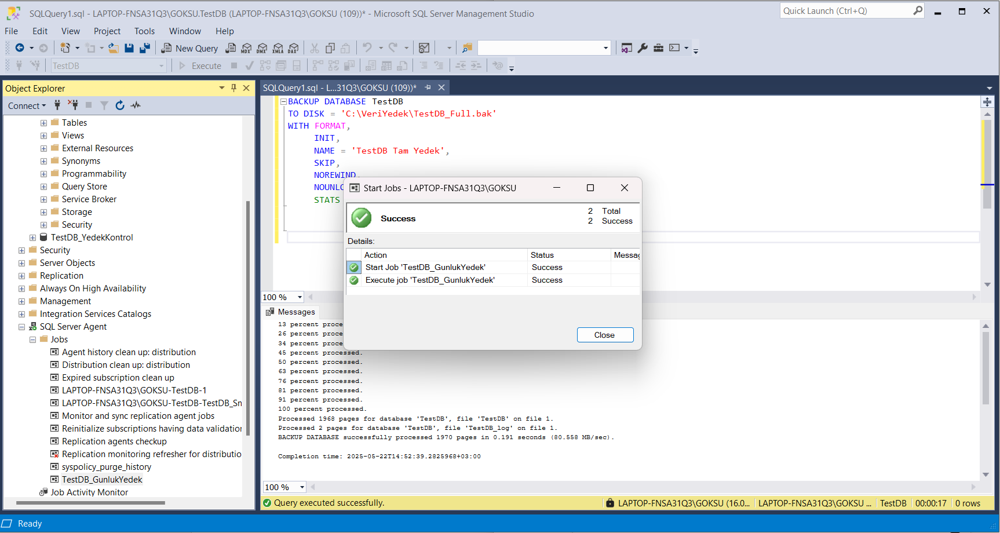 SQLQuery1.sql - LAPTOP-FNSA31Q3\GOKSU.TestDB (LAPTOP-FNSA31Q3\GOKSU (109))* - Microsoft SQL Server Management Studio
Quick Launch (Ctrl+Q)
File Edit View Project Tools Window Help
New Query MDX DMX XMLA DAX
TestDB Execute
Object Explorer
Connect
Tables
Views
External Resources
Synonyms
Programmability
Query Store
Service Broker
Storage
Security
TestDB_YedekKontrol
Security
Server Objects
Replication
Always On High Availability
Management
Integration Services Catalogs
SQL Server Agent
Jobs
Agent history clean up: distribution
Distribution clean up: distribution
Expired subscription clean up
LAPTOP-FNSA31Q3\GOKSU-TestDB-1
LAPTOP-FNSA31Q3\GOKSU-TestDB-TestDB_Sn
Monitor and sync replication agent jobs
Reinitialize subscriptions having data validation
Replication agents checkup
Replication monitoring refresher for distributio
syspolicy_purge_history
TestDB_GunlukYedek
Job Activity Monitor
SQLQuery1.sql - L...31Q3\GOKSU (109))*
BACKUP DATABASE TestDB
TO DISK = 'C:\VeriYedek\TestDB_Full.bak'
WITH FORMAT,
INIT,
NAME = 'TestDB Tam Yedek',
SKIP,
NOREWIND,
NOUNLO
STATS
100 %
Start Jobs - LAPTOP-FNSA31Q3\GOKSU
Success
2 Total
2 Success
Details:
Action Status Messag
Start Job 'TestDB_GunlukYedek' Success
Execute job 'TestDB_GunlukYedek' Success
Close
Messages
13 percent proce
26 percent proce
34 percent proce
45 percent processed.
50 percent processed.
63 percent processed.
76 percent processed.
81 percent processed.
91 percent processed.
100 percent processed.
Processed 1968 pages for database 'TestDB', file 'TestDB' on file 1.
Processed 2 pages for database 'TestDB', file 'TestDB_log' on file 1.
BACKUP DATABASE successfully processed 1970 pages in 0.191 seconds (80.558 MB/sec).
Completion time: 2025-05-22T14:52:39.2825968+03:00
100 %
Query executed successfully. LAPTOP-FNSA31Q3\GOKSU (16.0... LAPTOP-FNSA31Q3\GOKSU ... TestDB 00:00:17 0 rows
Ready